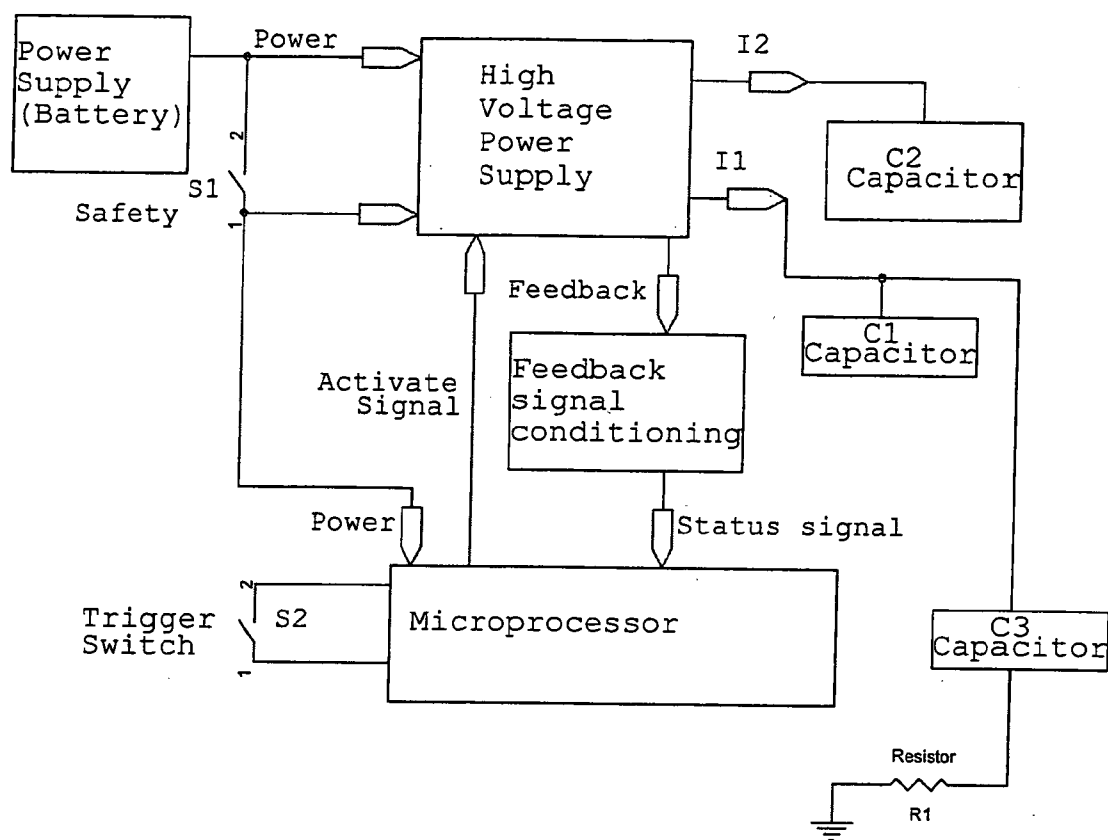 Power
Supply
(Battery)
Power
2
S1
Safety
1
High
Voltage
Power
Supply
I2
C2
Capacitor
I1
C1
Capacitor
Feedback
Feedback
signal
conditioning
Activate
Signal
Power
Status signal
Trigger
Switch
2
S2
1
Microprocessor
C3
Capacitor
Resistor
R1